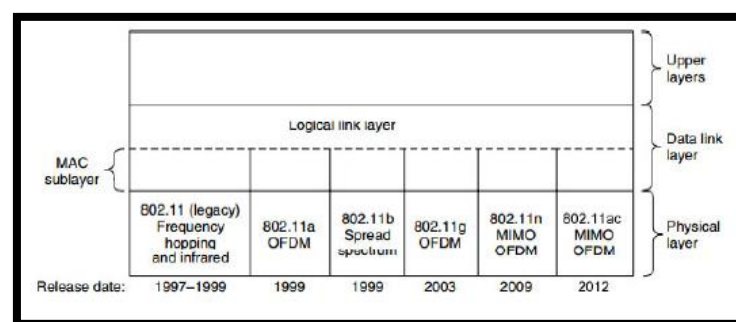 Upper
layers
Logical link layer
Data link
layer
MAC
sublayer
802.11 (legacy)
Frequency
hopping
and infrared
802.11a
OFDM
802.11b
Spread
spectrum
802.11g
OFDM
802.11n
MIMO
OFDM
802.11ac
MIMO
OFDM
Physical
layer
Release date: 1997–1999 1999 1999 2003 2009 2012